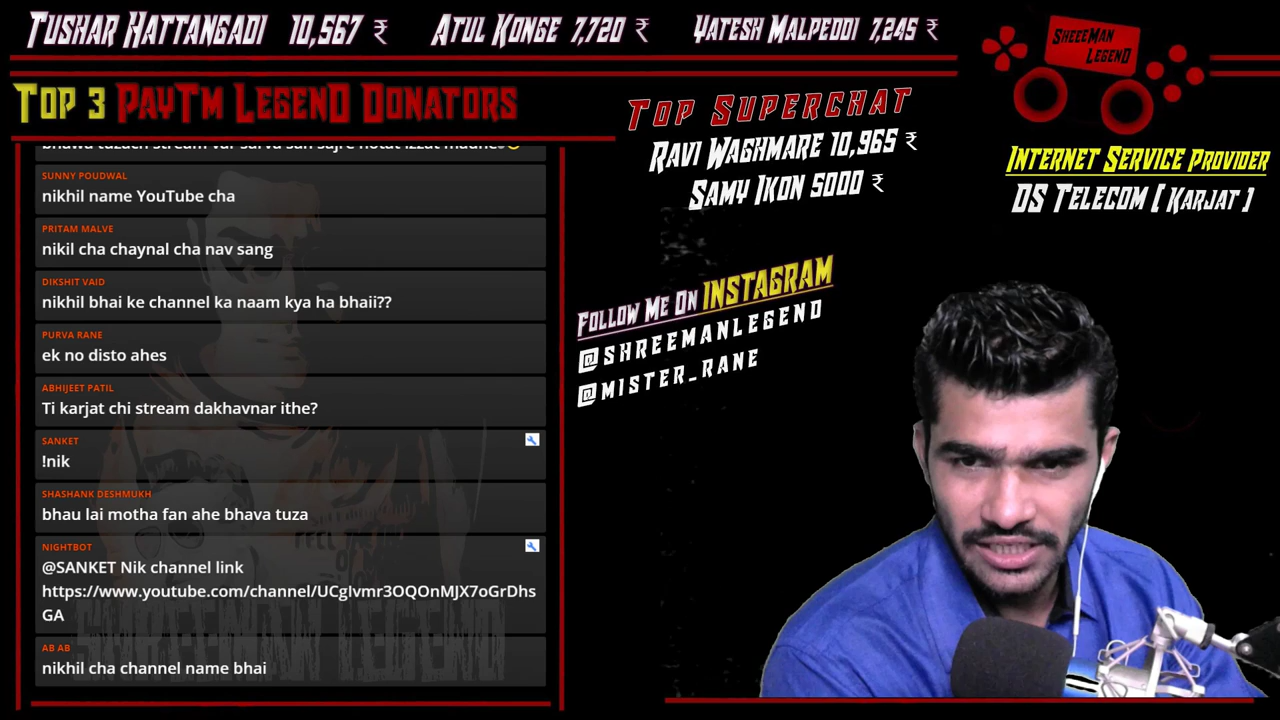 Tushar Hattangadi 10,567 ₹ Atul Konge 7,720 ₹ Yatesh Malpeddi 7,245 ₹
SheeeMan
LegenD
Top 3 PayTm LegenD Donators
Top Superchat
Ravi Waghmare 10,965 ₹
Samy Ikon 5000 ₹
Internet Service Provider
DS Telecom [ Karjat ]
Follow Me On INSTAGRAM
@SHREEMANLEGEND
@MISTER_RANE
SUNNY POUDWAL
nikhil name YouTube cha
PRITAM MALVE
nikil cha chaynal cha nav sang
DIKSHIT VAID
nikhil bhai ke channel ka naam kya ha bhaii??
PURVA RANE
ek no disto ahes
ABHIJEET PATIL
Ti karjat chi stream dakhavnar ithe?
SANKET
!nik
SHASHANK DESHMUKH
bhau lai motha fan ahe bhava tuza
NIGHTBOT
@SANKET Nik channel link
https://www.youtube.com/channel/UCgIvmr3OQOnMJX7oGrDhs
GA
AB AB
nikhil cha channel name bhai
SHREEMAN LEGEND